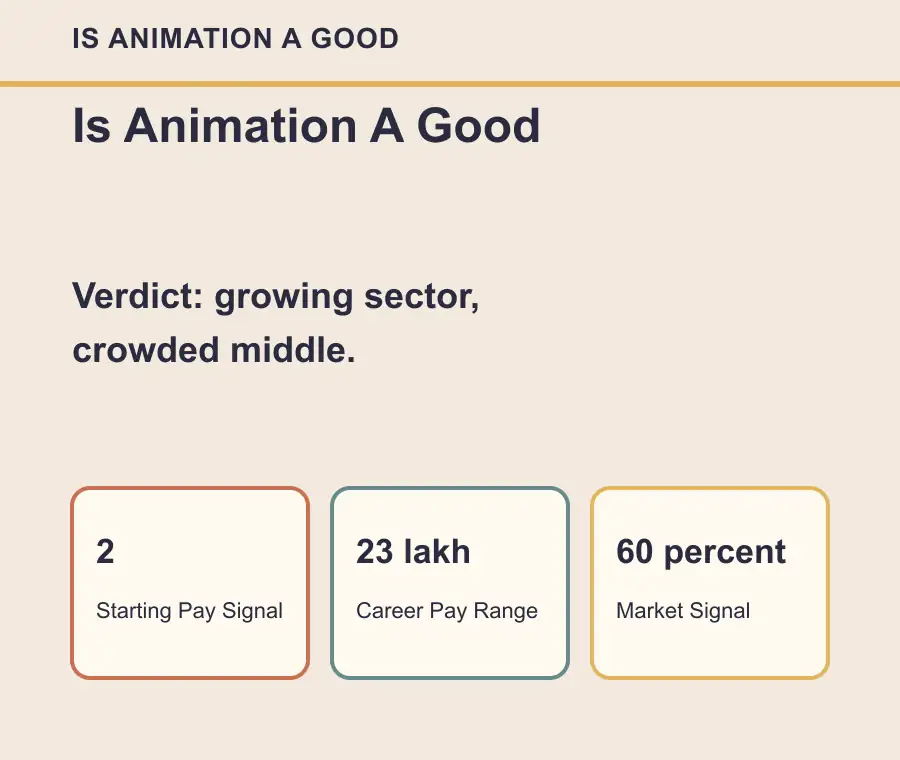 IS ANIMATION A GOOD
Is Animation A Good
Verdict: growing sector,
crowded middle.
2
Starting Pay Signal
23 lakh
Career Pay Range
60 percent
Market Signal